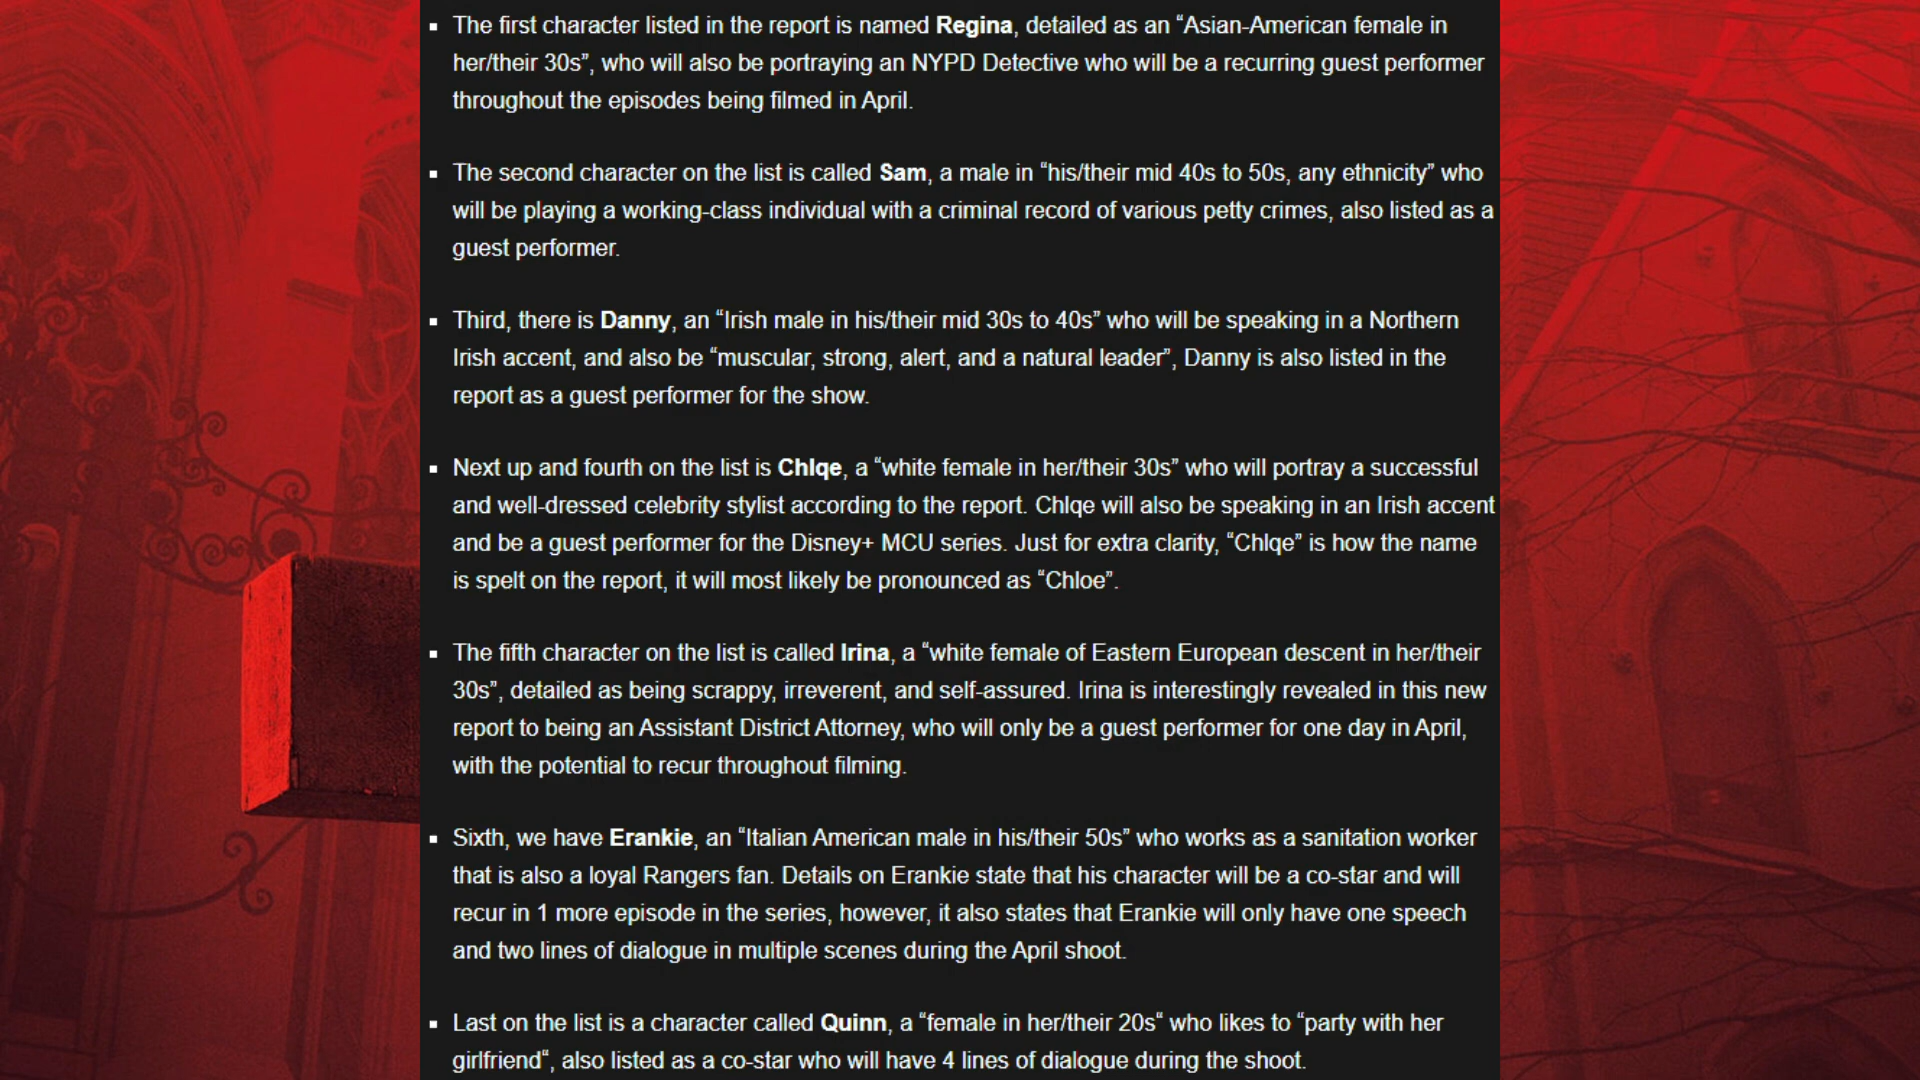 ▪ The first character listed in the report is named Regina, detailed as an “Asian-American female in
her/their 30s”, who will also be portraying an NYPD Detective who will be a recurring guest performer
throughout the episodes being filmed in April.
▪ The second character on the list is called Sam, a male in “his/their mid 40s to 50s, any ethnicity” who
will be playing a working-class individual with a criminal record of various petty crimes, also listed as a
guest performer.
▪ Third, there is Danny, an “Irish male in his/their mid 30s to 40s” who will be speaking in a Northern
Irish accent, and also be “muscular, strong, alert, and a natural leader”, Danny is also listed in the
report as a guest performer for the show.
▪ Next up and fourth on the list is Chlqe, a “white female in her/their 30s” who will portray a successful
and well-dressed celebrity stylist according to the report. Chlqe will also be speaking in an Irish accent
and be a guest performer for the Disney+ MCU series. Just for extra clarity, “Chlqe” is how the name
is spelt on the report, it will most likely be pronounced as “Chloe”.
▪ The fifth character on the list is called Irina, a “white female of Eastern European descent in her/their
30s”, detailed as being scrappy, irreverent, and self-assured. Irina is interestingly revealed in this new
report to being an Assistant District Attorney, who will only be a guest performer for one day in April,
with the potential to recur throughout filming.
▪ Sixth, we have Erankie, an “Italian American male in his/their 50s” who works as a sanitation worker
that is also a loyal Rangers fan. Details on Erankie state that his character will be a co-star and will
recur in 1 more episode in the series, however, it also states that Erankie will only have one speech
and two lines of dialogue in multiple scenes during the April shoot.
▪ Last on the list is a character called Quinn, a “female in her/their 20s“ who likes to “party with her
girlfriend“, also listed as a co-star who will have 4 lines of dialogue during the shoot.